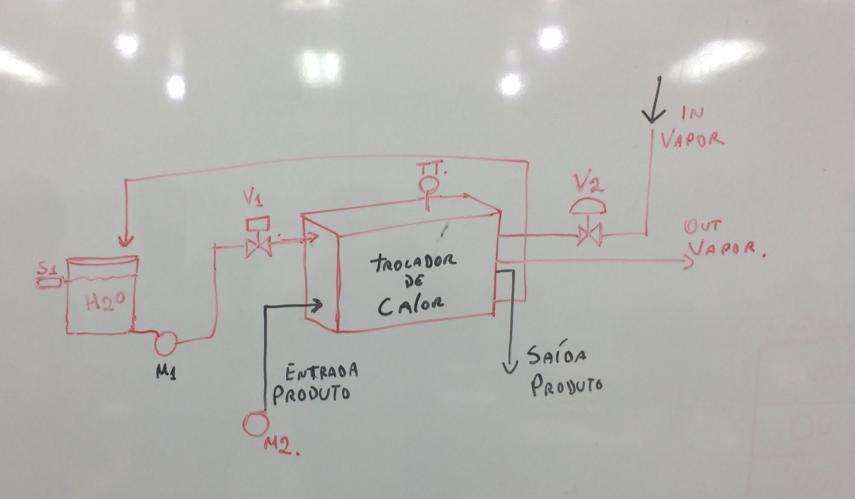 IN
VAPOR
TT.
V1
V2
OUT
VAPOR.
S1
H2O
TROCADOR
DE
CALOR
M1
ENTRADA
PRODUTO
SAÍDA
PRODUTO
M2.